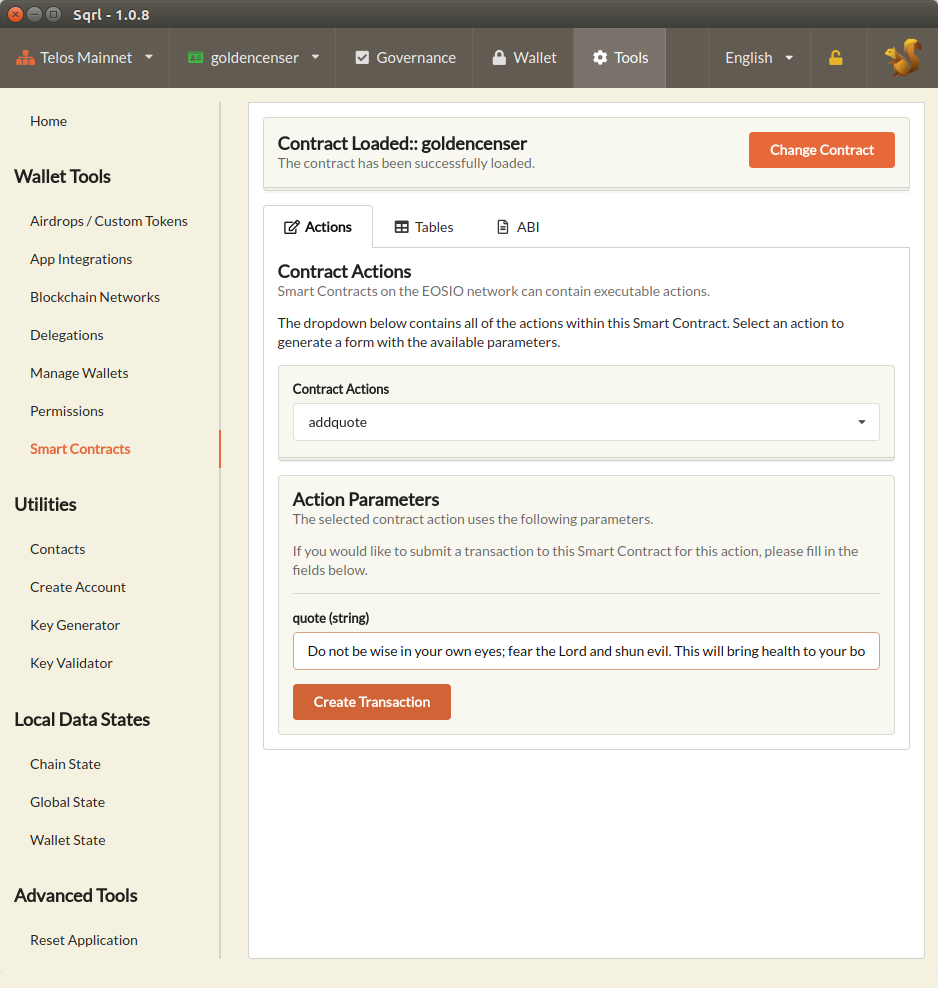 Sqrl - 1.0.8
Telos Mainnet
goldencenser
Governance
Wallet
Tools
English
Home
Wallet Tools
Airdrops / Custom Tokens
App Integrations
Blockchain Networks
Delegations
Manage Wallets
Permissions
Smart Contracts
Utilities
Contacts
Create Account
Key Generator
Key Validator
Local Data States
Chain State
Global State
Wallet State
Advanced Tools
Reset Application
Contract Loaded:: goldencenser
The contract has been successfully loaded.
Change Contract
Actions
Tables
ABI
Contract Actions
Smart Contracts on the EOSIO network can contain executable actions.
The dropdown below contains all of the actions within this Smart Contract. Select an action to
generate a form with the available parameters.
Contract Actions
addquote
Action Parameters
The selected contract action uses the following parameters.
If you would like to submit a transaction to this Smart Contract for this action, please fill in the
fields below.
quote (string)
Do not be wise in your own eyes; fear the Lord and shun evil. This will bring health to your bo
Create Transaction